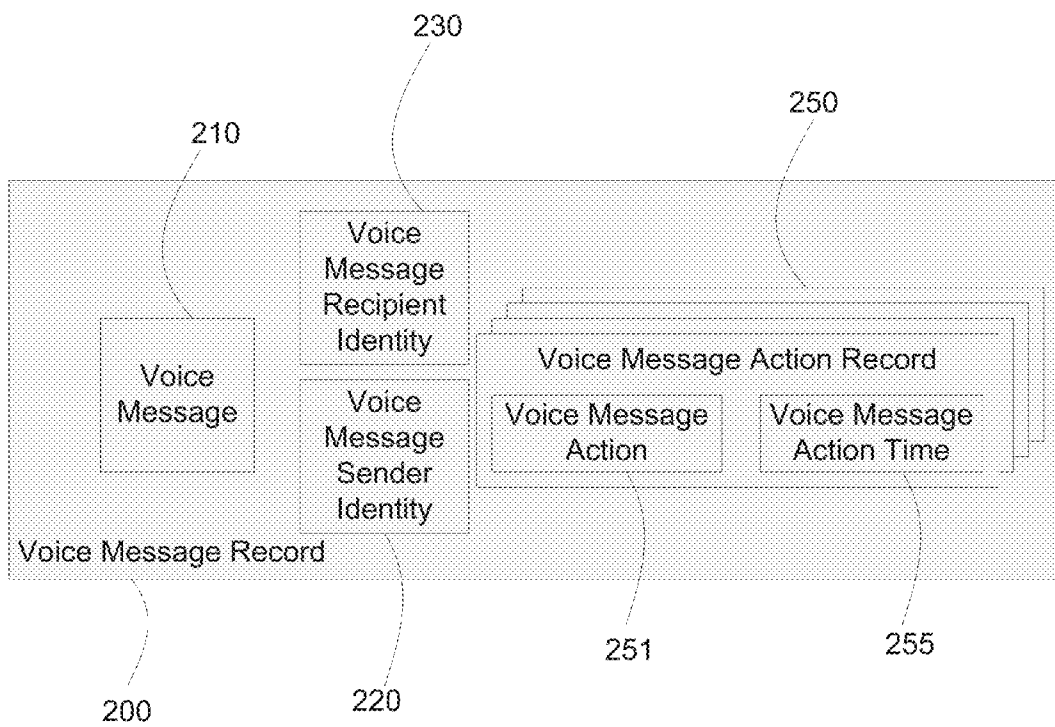 230
250
210
Voice
Message
Recipient
Identity
Voice Message Action Record
Voice
Message
Voice
Message
Sender
Identity
Voice Message
Action
Voice Message
Action Time
Voice Message Record
251
255
220
200